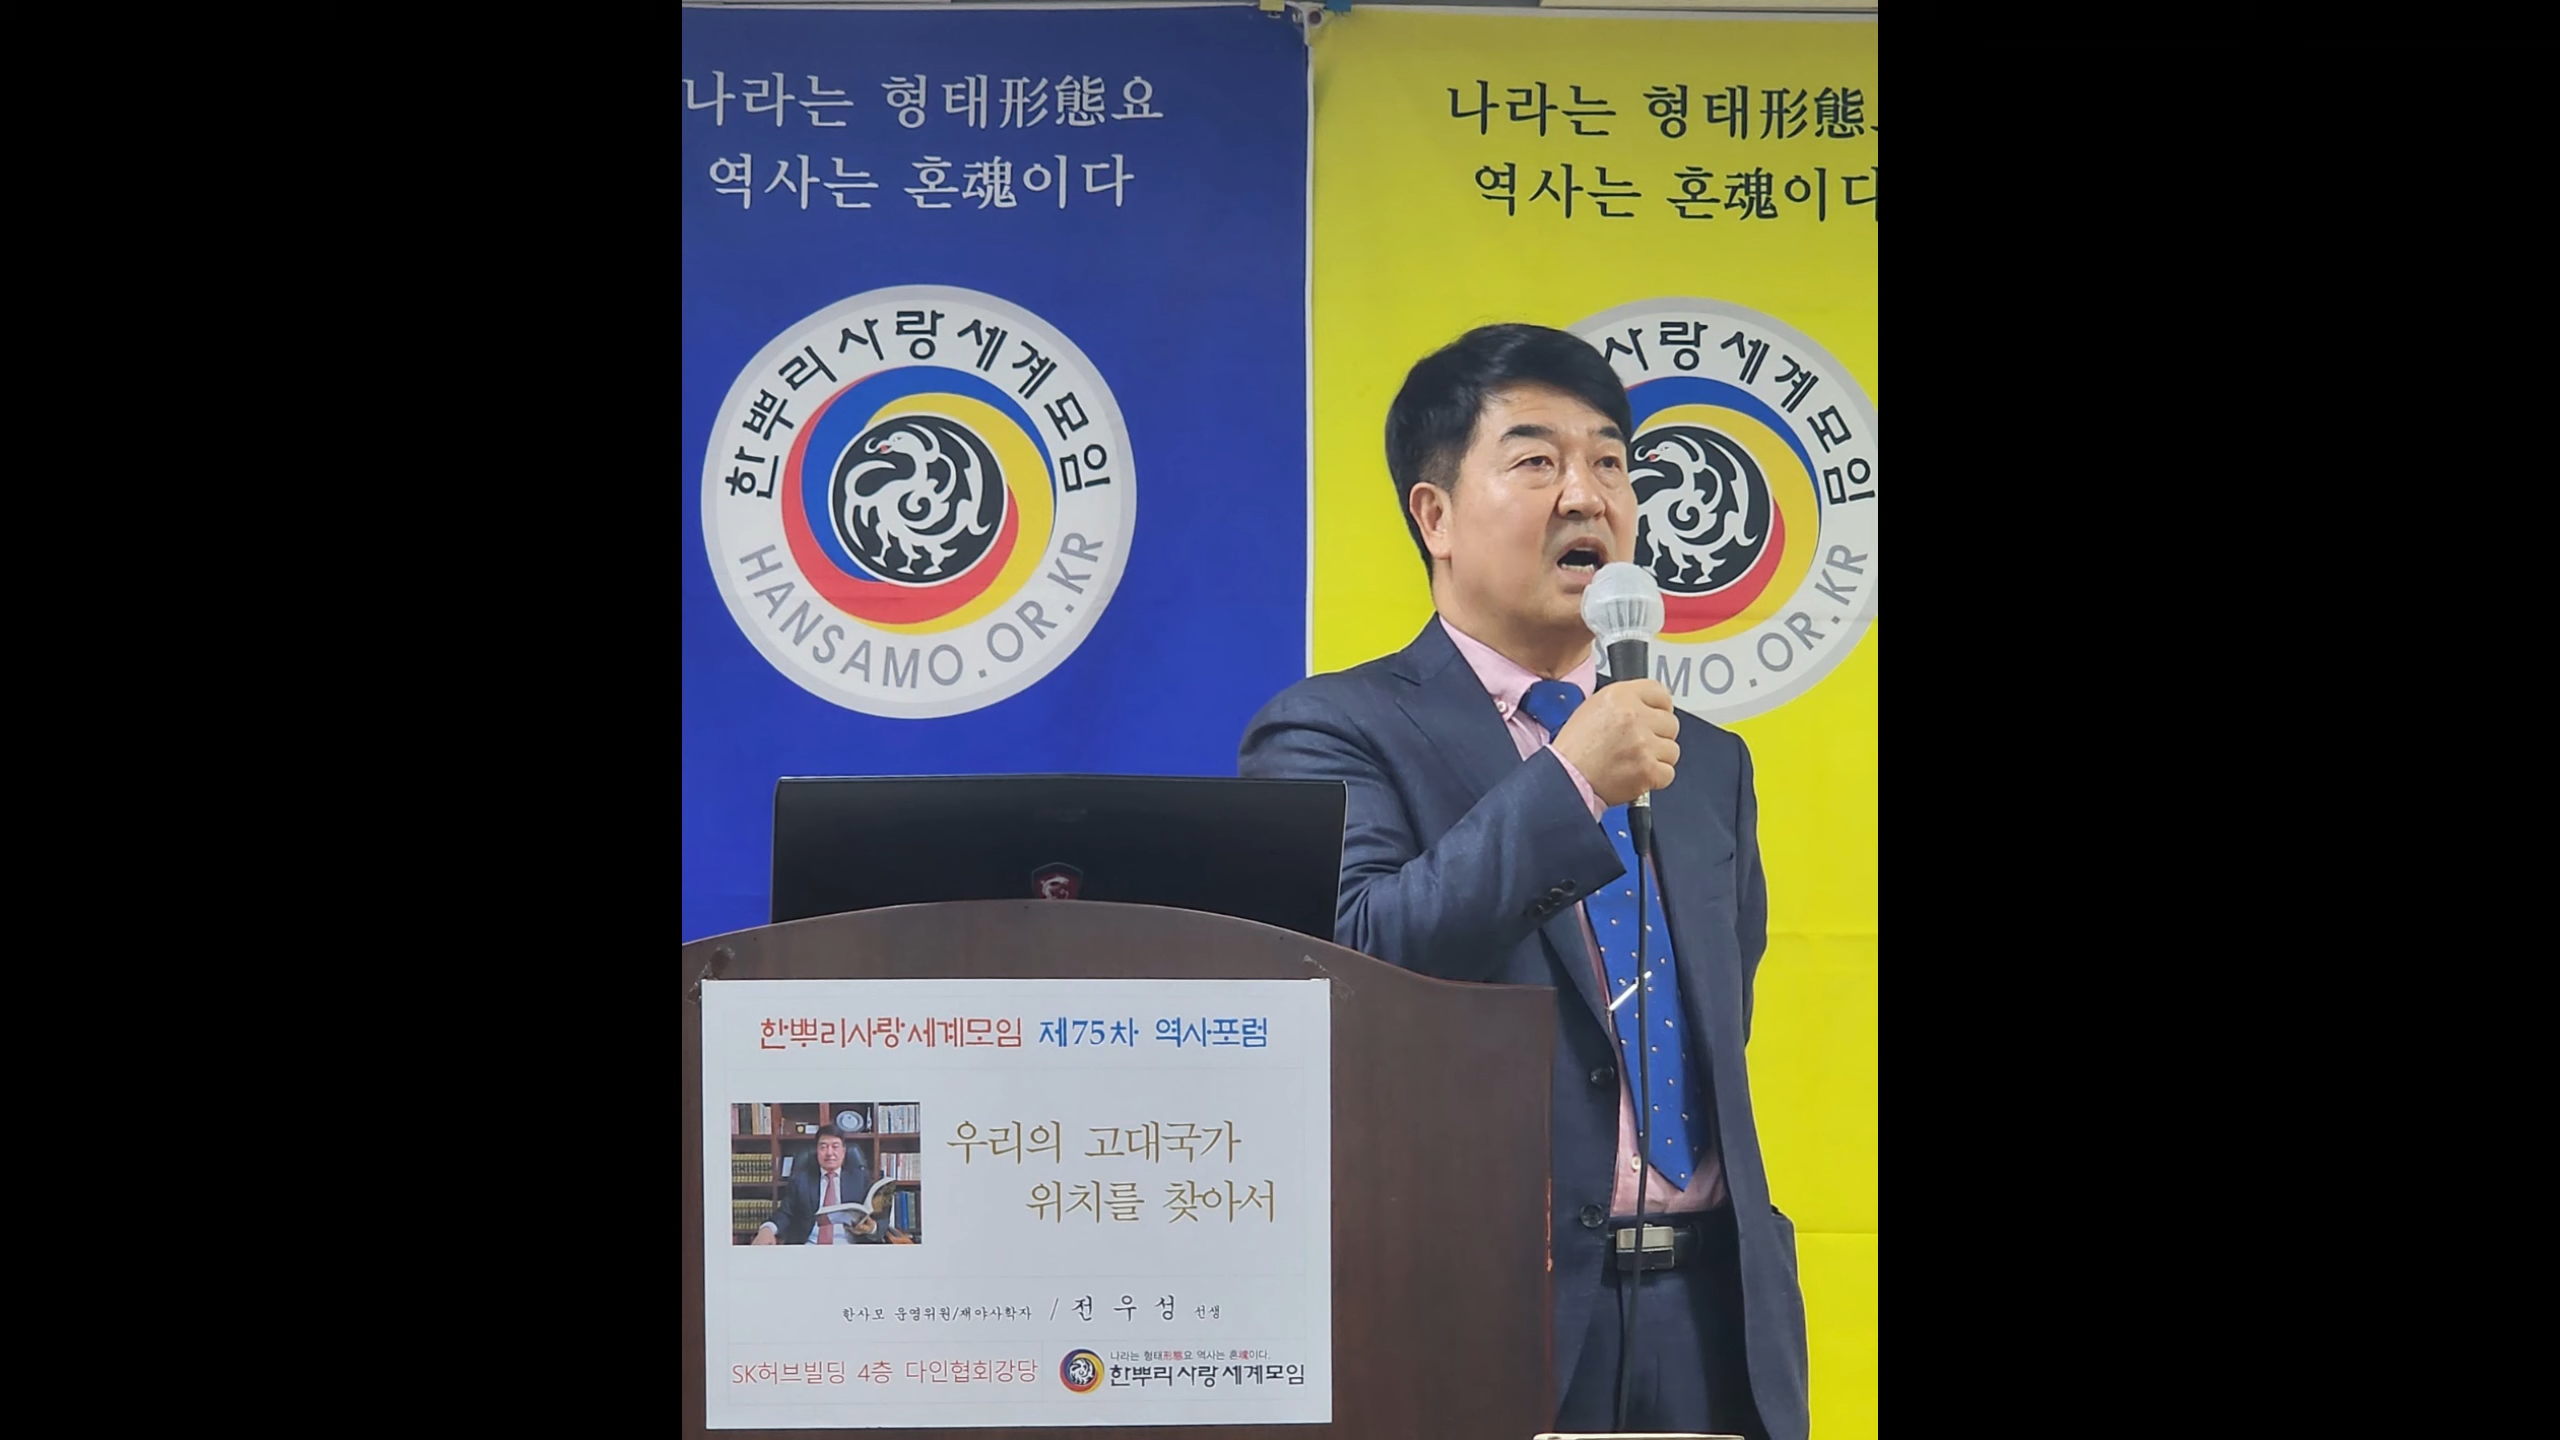 나라는 형태形態요
역사는 혼魂이다
한뿌리사랑세계모임
HANSAMO.OR.KR
나라는 형태形態
역사는 혼魂이다
사랑세계모임
MO.OR.KR
한뿌리사랑세계모임 제75차 역사포럼
우리의 고대국가
위치를 찾아서
한사모 운영위원/재야사학자 / 전우성 선생
SK허브빌딩 4층 다인협회강당
나라는 형태形態요 역사는 혼魂이다.
한뿌리사랑세계모임